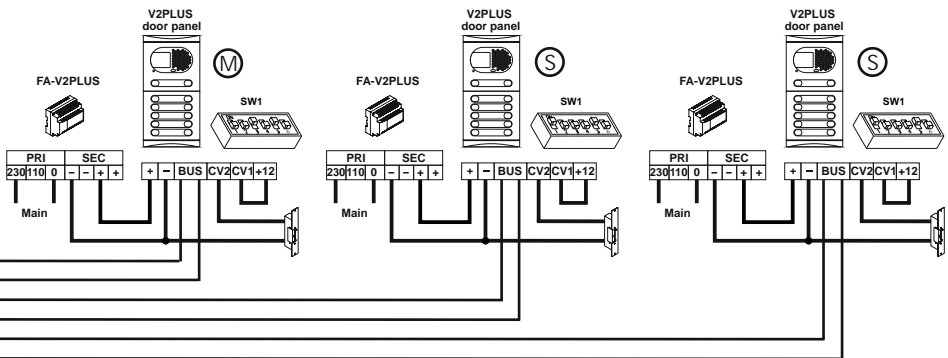 V2PLUS
door panel
M
FA-V2PLUS
SW1
PRI SEC
230 110 0 – – + +
+ – BUS CV2 CV1 +12
Main
V2PLUS
door panel
S
FA-V2PLUS
SW1
PRI SEC
230 110 0 – – + +
+ – BUS CV2 CV1 +12
Main
V2PLUS
door panel
S
FA-V2PLUS
SW1
PRI SEC
230 110 0 – – + +
+ – BUS CV2 CV1 +12
Main